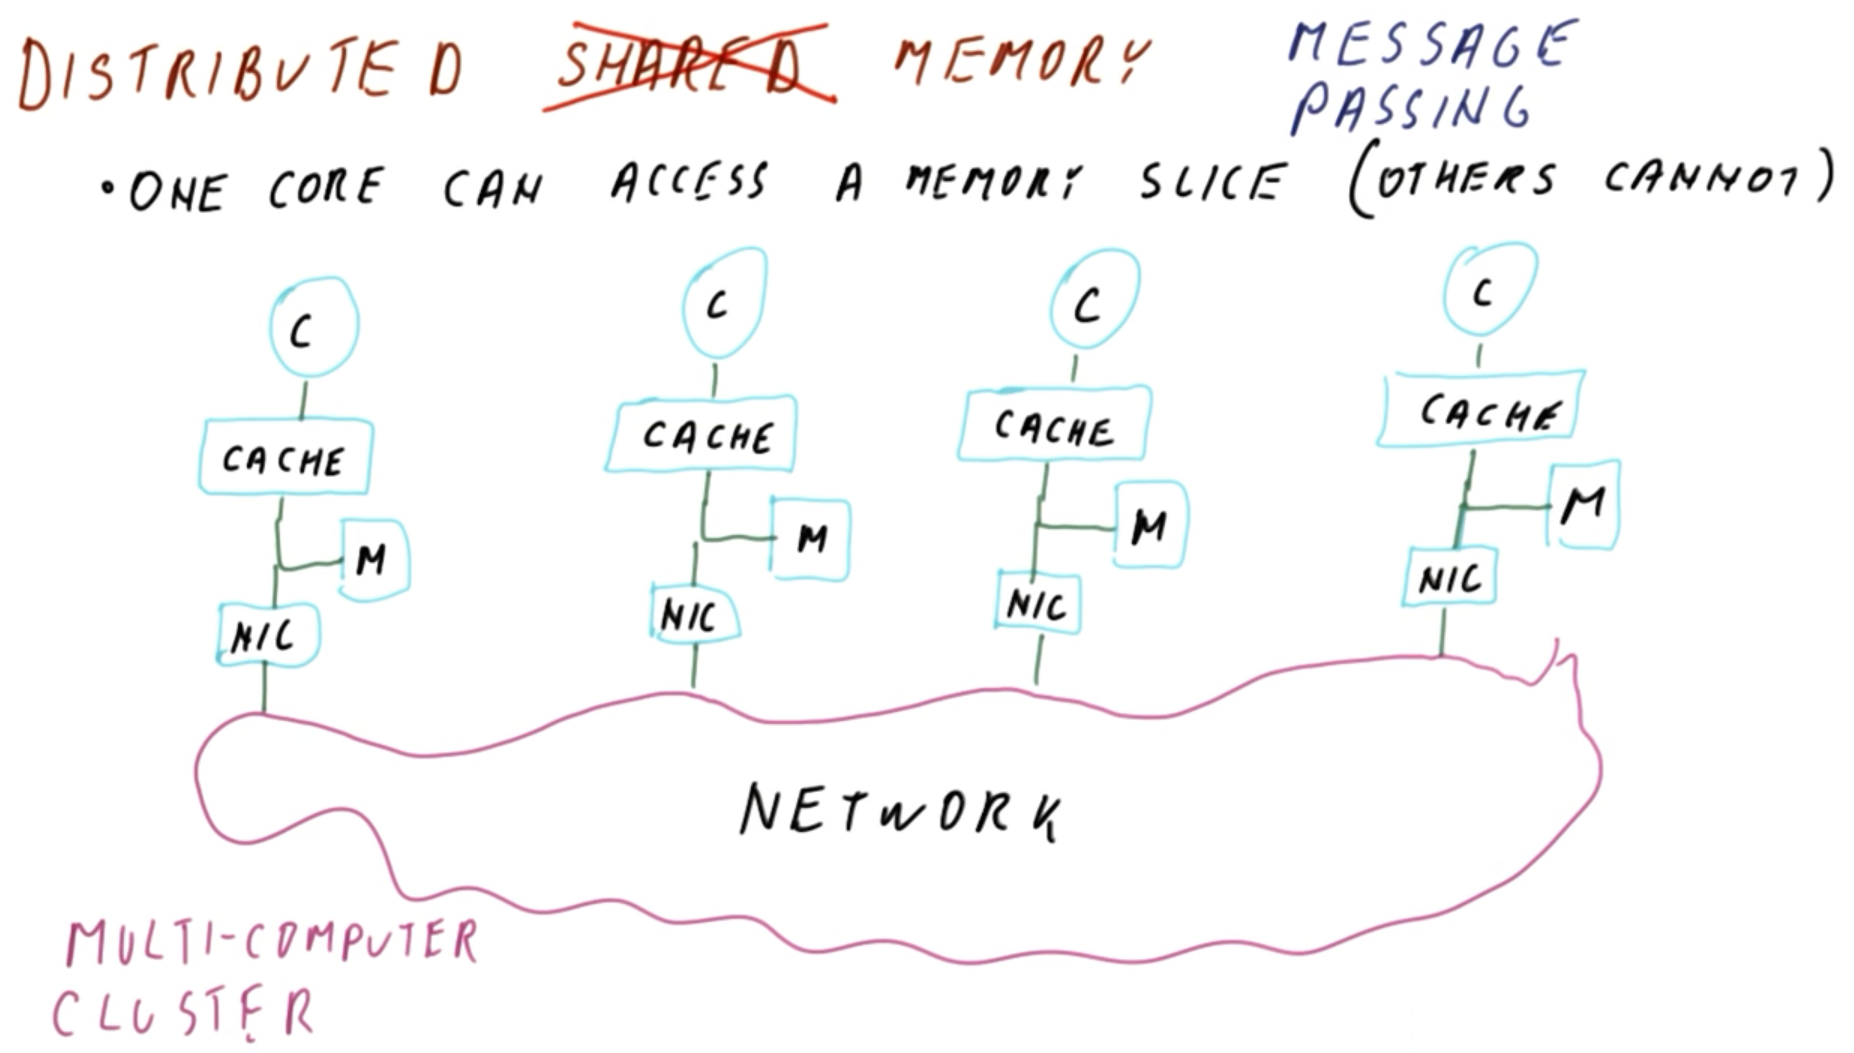 DISTRIBUTED SHARED MEMORY
MESSAGE
PASSING
• ONE CORE CAN ACCESS A MEMORY SLICE (OTHERS CANNOT)
C
C
C
C
CACHE
CACHE
CACHE
CACHE
M
M
M
M
NIC
NIC
NIC
NIC
NETWORK
MULTI-COMPUTER
CLUSTER